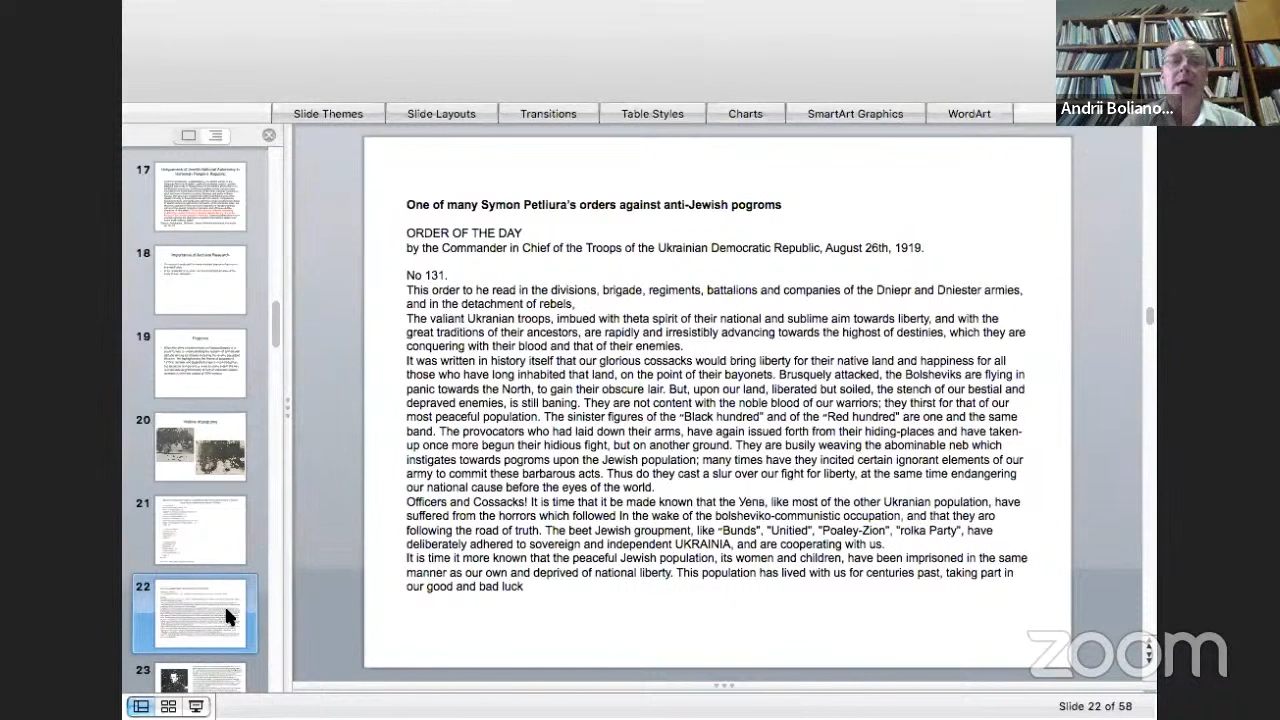 Andrii Boliano...
Slide Themes
Slide Layouts
Transitions
Table Styles
Charts
SmartArt Graphics
WordArt
17
18
19
20
21
22
23
One of many Symon Petliura's orders against anti-Jewish pogroms
ORDER OF THE DAY
by the Commander in Chief of the Troops of the Ukrainian Democratic Republic, August 26th, 1919.
No 131.
This order to he read in the divisions, brigade, regiments, battalions and companies of the Dniepr and Dniester armies,
and in the detachment of rebels,
The valiant Ukranian troops, imbued with theta spirit of their national and sublime aim towards liberty, and with the
great traditions of their ancestors, are rapidly and irresistibly advancing towards the highost of destinies, which they are
conquering with their blood and that of their enemies.
It was written in history itself that our glorious cossacks would bring liberty for their native land and happiness for all
those who have long inhabited that land, on the point of their bayonets. Brusquely attacked, the Bolsheviks are flying in
panic towards the North, to gain their obscure lair. But, upon our land, liberated but soiled, the stench of our bestial and
depraved enemies, is still baning. They are not content with the noble blood of our warriors; they thirst for that of our
most peaceful population. The sinister figures of the “Black hundred” and of the “Red hundred” are one and the same
band. The provocators who had laid down their arms, have again issued forth from their hiding-places and have taken-
up once more begun their hidious fight, but on another ground. They are busily weaving the abominable neb which
instigates towards pogroms upon the Jewish population; many times have they incited certain ignorant elements of our
army to commit these barbarous acts. Thus do they cast a slur over our fight for liberty, at the same time endangering
our national cause before the eyes of the world.
Officers and Cossacks! It is time that i be made known that the Yena, like most of the other Ukranian population, have
suffered from the horrors which followed In the wake of the bolsheviko-communistic occupation, and that they aro
following the road of truth. The beet Jewish groupment, like “Bunds”, "Unitled", "Poaley-Zion", "rolka Party", have
deliberately adhered to sovereign and independent UKRAINIA, and are cooperating with us.
It is time it more known that the peaceful Jewish population, its women and children, have been imprisoned in the same
manner as our own and deprived of national liberty. This population has lived with us for centuries past, taking part in
our good and bad luck
zoom
Slide 22 of 58